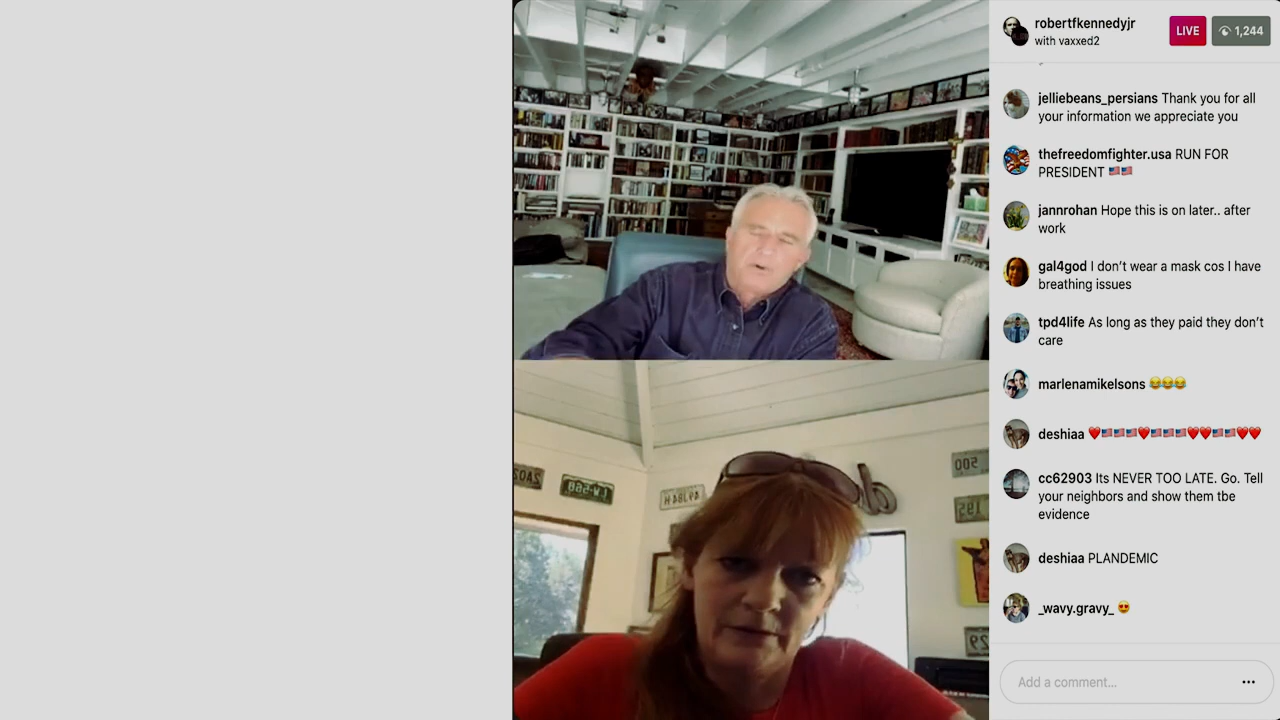 robertfkennedyjr
with vaxxed2
LIVE
1,244
jelliebeans_persians Thank you for all
your information we appreciate you
thefreedomfighter.usa RUN FOR
PRESIDENT 🇺🇸🇺🇸
jannrohan Hope this is on later.. after
work
gal4god I don't wear a mask cos I have
breathing issues
tpd4life As long as they paid they don't
care
marlenamikelsons 😂😂😂
deshiaa ❤️🇺🇸🇺🇸🇺🇸❤️🇺🇸🇺🇸🇺🇸❤️❤️🇺🇸🇺🇸❤️❤️
cc62903 Its NEVER TOO LATE. Go. Tell
your neighbors and show them tbe
evidence
deshiaa PLANDEMIC
_wavy.gravy_ 😍
Add a comment...